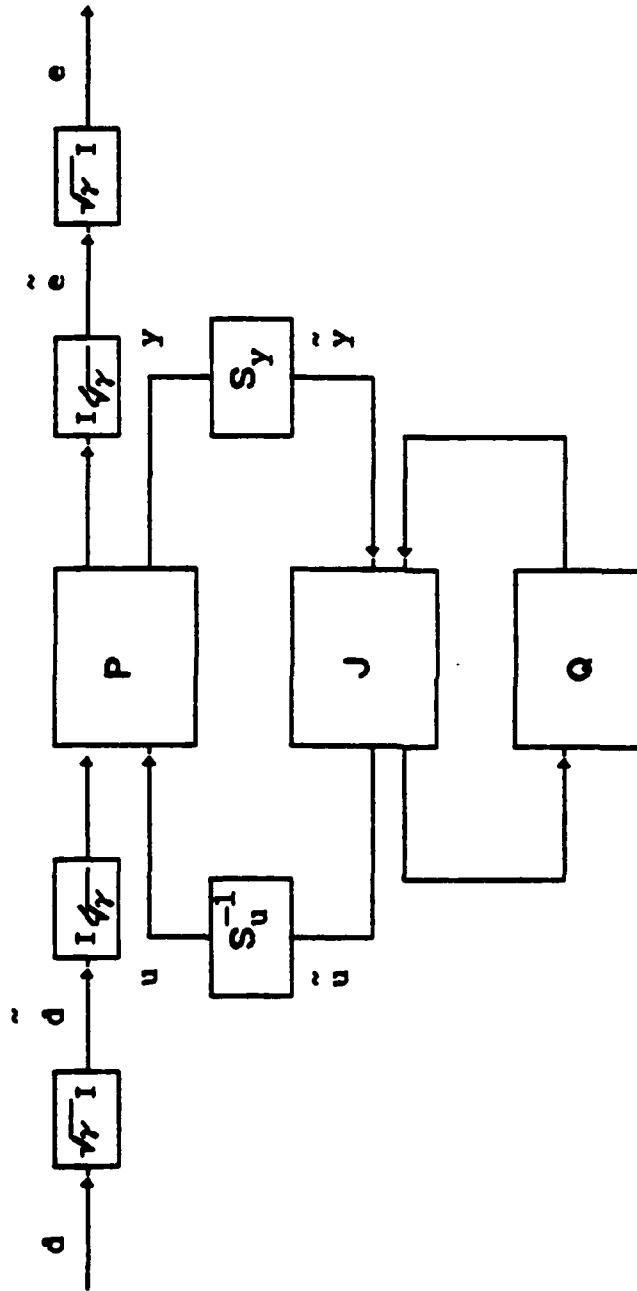 d
√γ I
d̃
I/√γ
P
I/√γ
ẽ
√γ I
e
u
y
S_u^{-1}
S_y
ũ
ỹ
J
Q